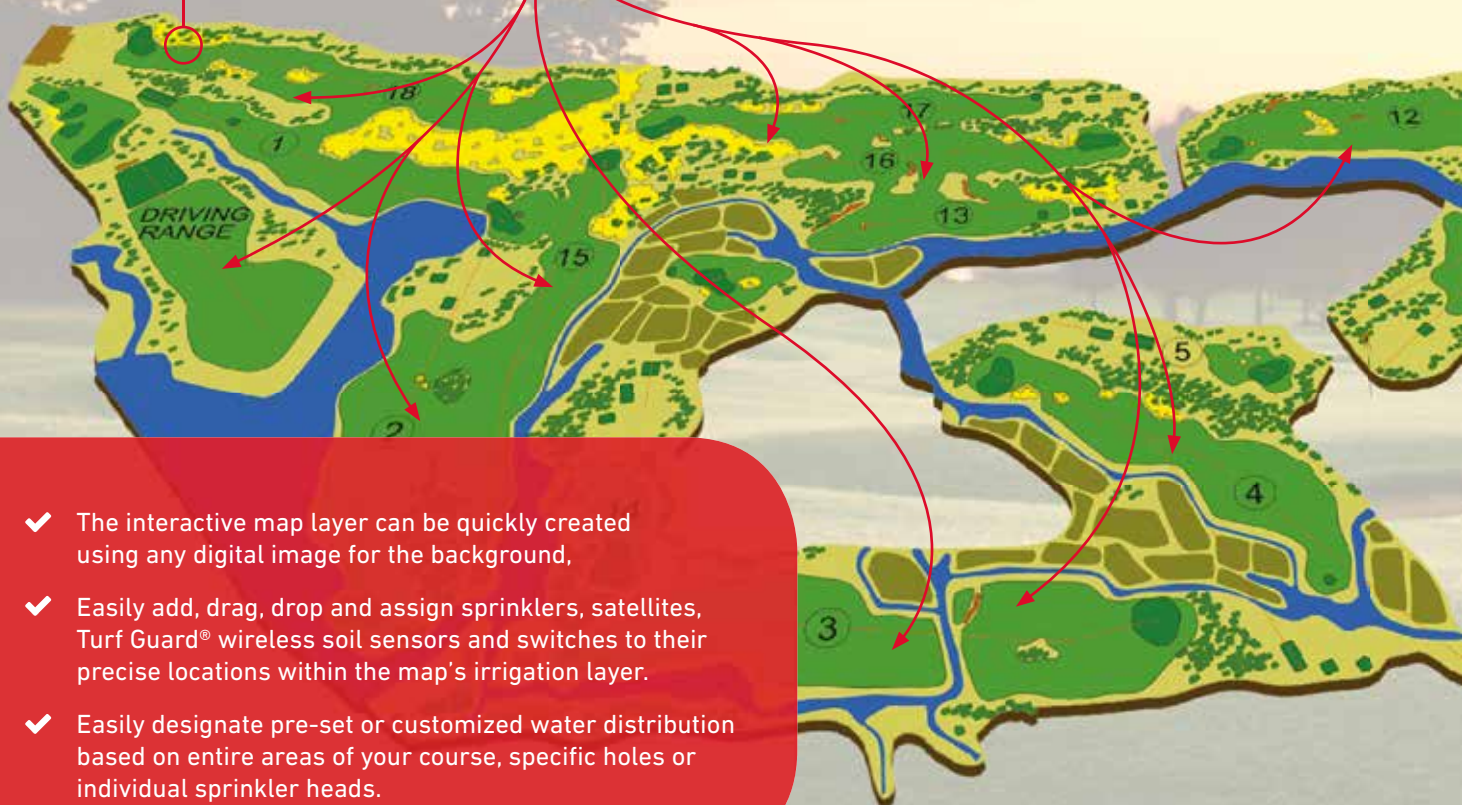 18
17
12
1
16
DRIVING
RANGE
13
15
5
2
4
14
3
✔ The interactive map layer can be quickly created
using any digital image for the background,
✔ Easily add, drag, drop and assign sprinklers, satellites,
Turf Guard® wireless soil sensors and switches to their
precise locations within the map's irrigation layer.
✔ Easily designate pre-set or customized water distribution
based on entire areas of your course, specific holes or
individual sprinkler heads.